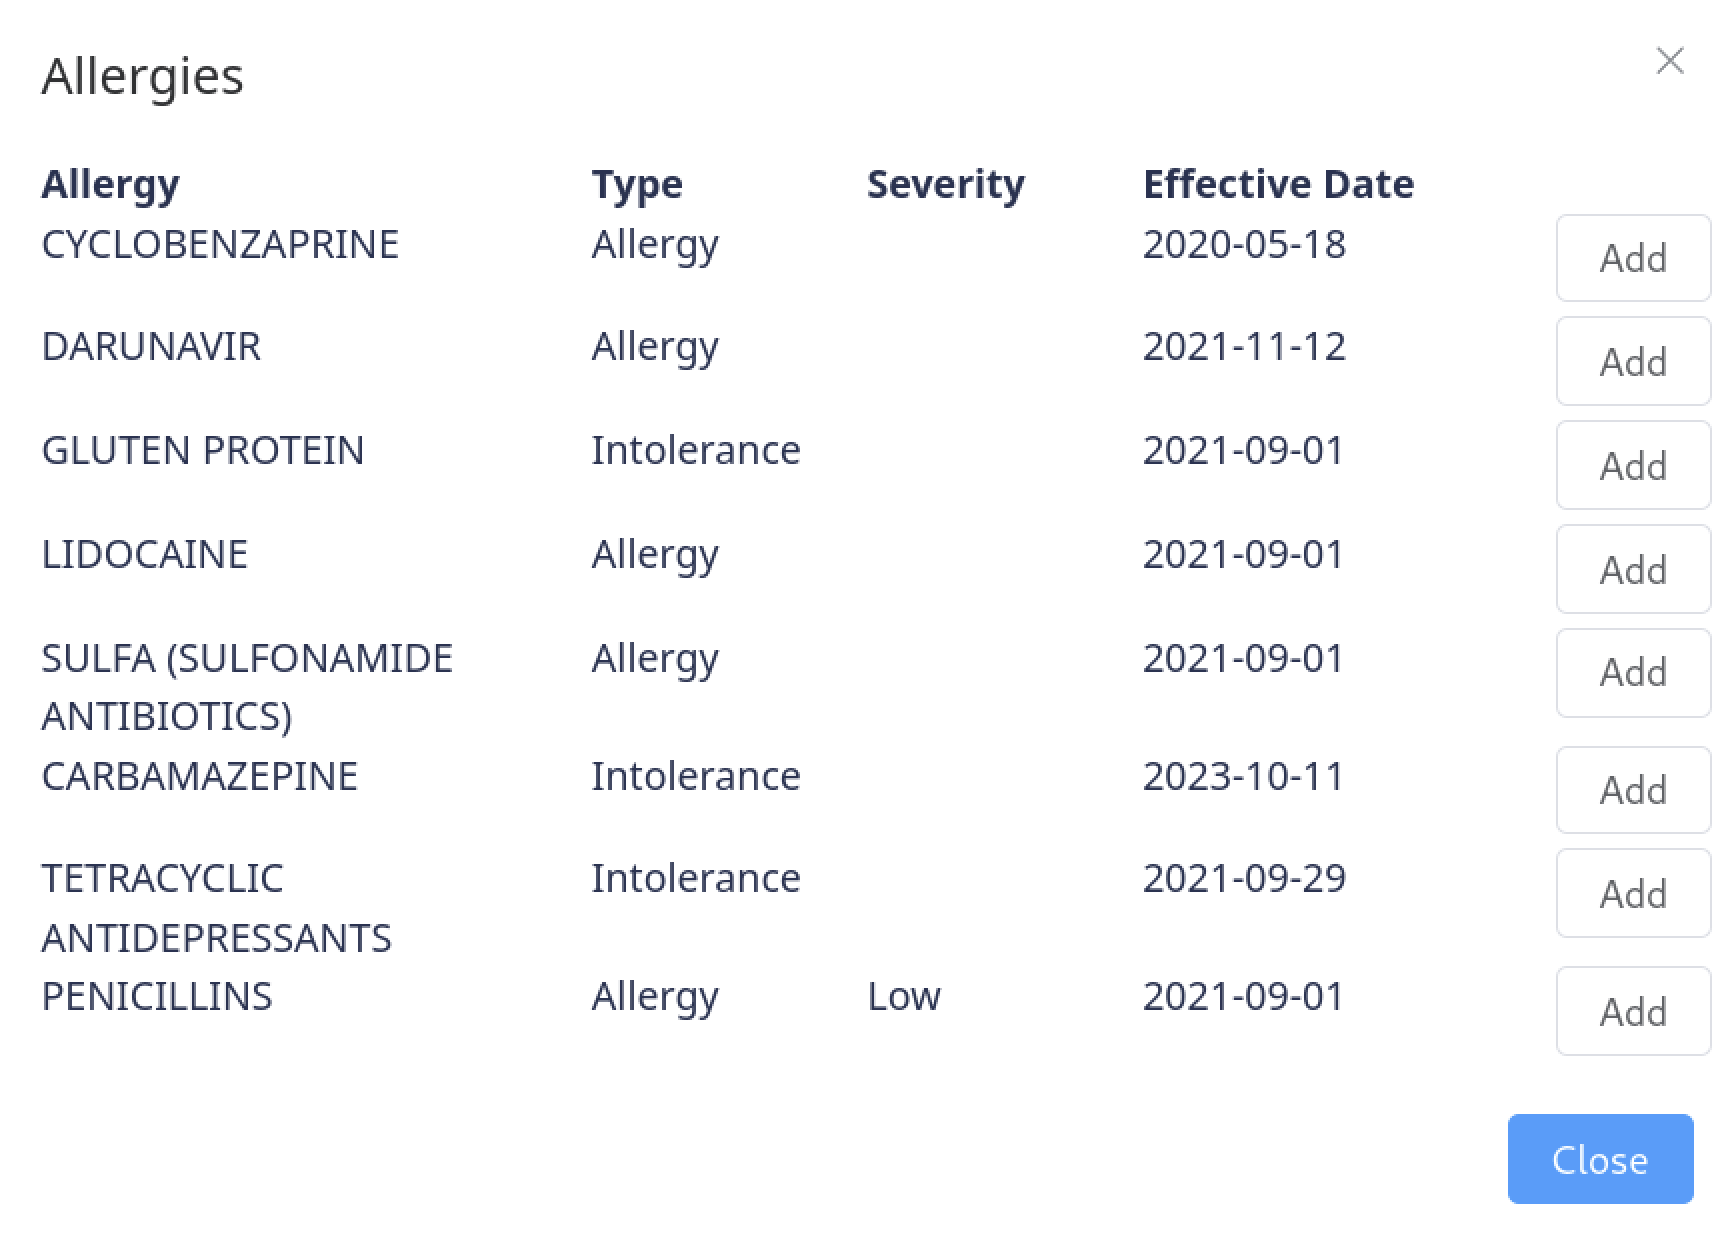 Allergies
Allergy Type Severity Effective Date
CYCLOBENZAPRINE Allergy 2020-05-18 Add
DARUNAVIR Allergy 2021-11-12 Add
GLUTEN PROTEIN Intolerance 2021-09-01 Add
LIDOCAINE Allergy 2021-09-01 Add
SULFA (SULFONAMIDE Allergy 2021-09-01 Add
ANTIBIOTICS)
CARBAMAZEPINE Intolerance 2023-10-11 Add
TETRACYCLIC Intolerance 2021-09-29 Add
ANTIDEPRESSANTS
PENICILLINS Allergy Low 2021-09-01 Add
Close